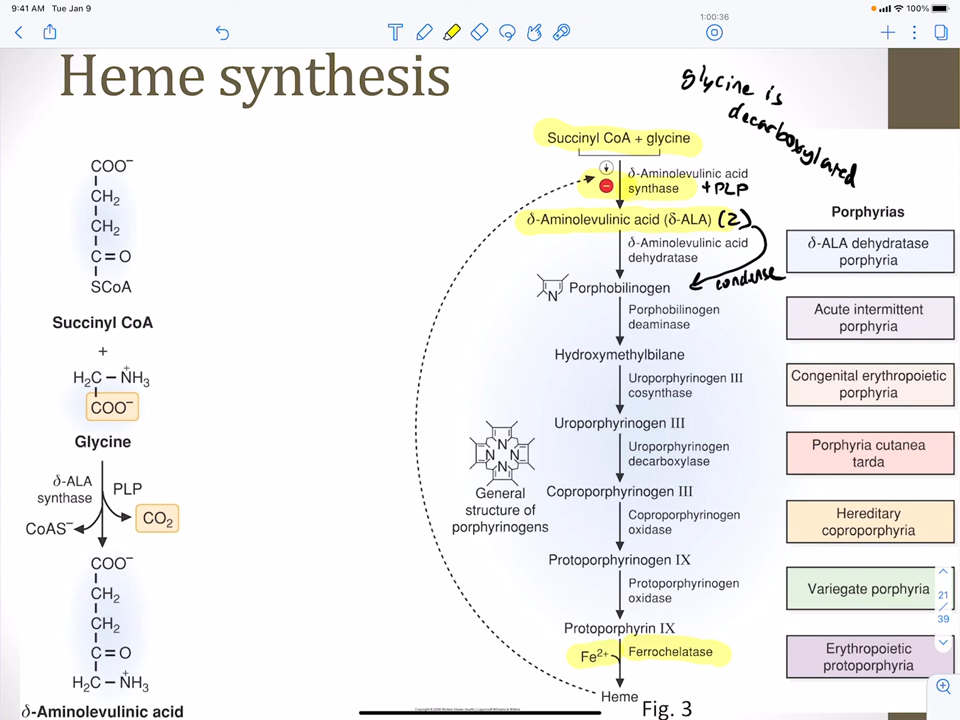 9:41 AM Tue Jan 9
100%
1:00:36
Heme synthesis
glycine is
decarboxylared
COO⁻
CH₂
CH₂
C=O
SCoA
Succinyl CoA
+
H₂C–N⁺H₃
COO⁻
Glycine
δ-ALA
synthase
PLP
CoAS⁻
CO₂
COO⁻
CH₂
CH₂
C=O
H₂C–N⁺H₃
δ-Aminolevulinic acid
Succinyl CoA + glycine
δ-Aminolevulinic acid
synthase
+ PLP
δ-Aminolevulinic acid (δ-ALA) (2)
δ-Aminolevulinic acid
dehydratase
condense
Porphobilinogen
N
Porphobilinogen
deaminase
Hydroxymethylbilane
Uroporphyrinogen III
cosynthase
Uroporphyrinogen III
Uroporphyrinogen
decarboxylase
N
N N
N
General
structure of
porphyrinogens
Coproporphyrinogen III
Coproporphyrinogen
oxidase
Protoporphyrinogen IX
Protoporphyrinogen
oxidase
Protoporphyrin IX
Fe²⁺
Ferrochelatase
Heme
Fig. 3
Porphyrias
δ-ALA dehydratase
porphyria
Acute intermittent
porphyria
Congenital erythropoietic
porphyria
Porphyria cutanea
tarda
Hereditary
coproporphyria
Variegate porphyria
Erythropoietic
protoporphyria
21
/
39